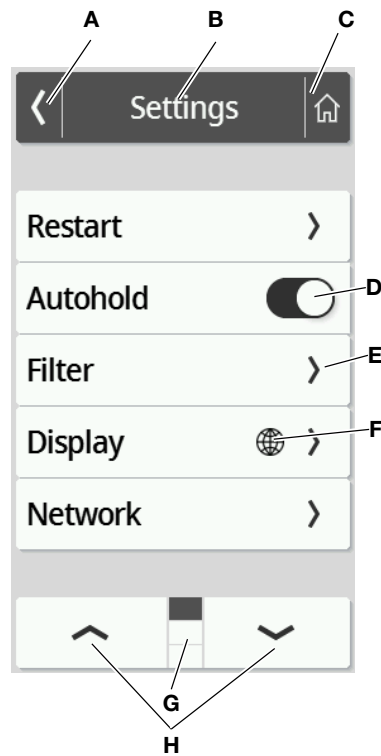 A B C
Settings
Restart
Autohold
D
Filter
E
Display
F
Network
G
H